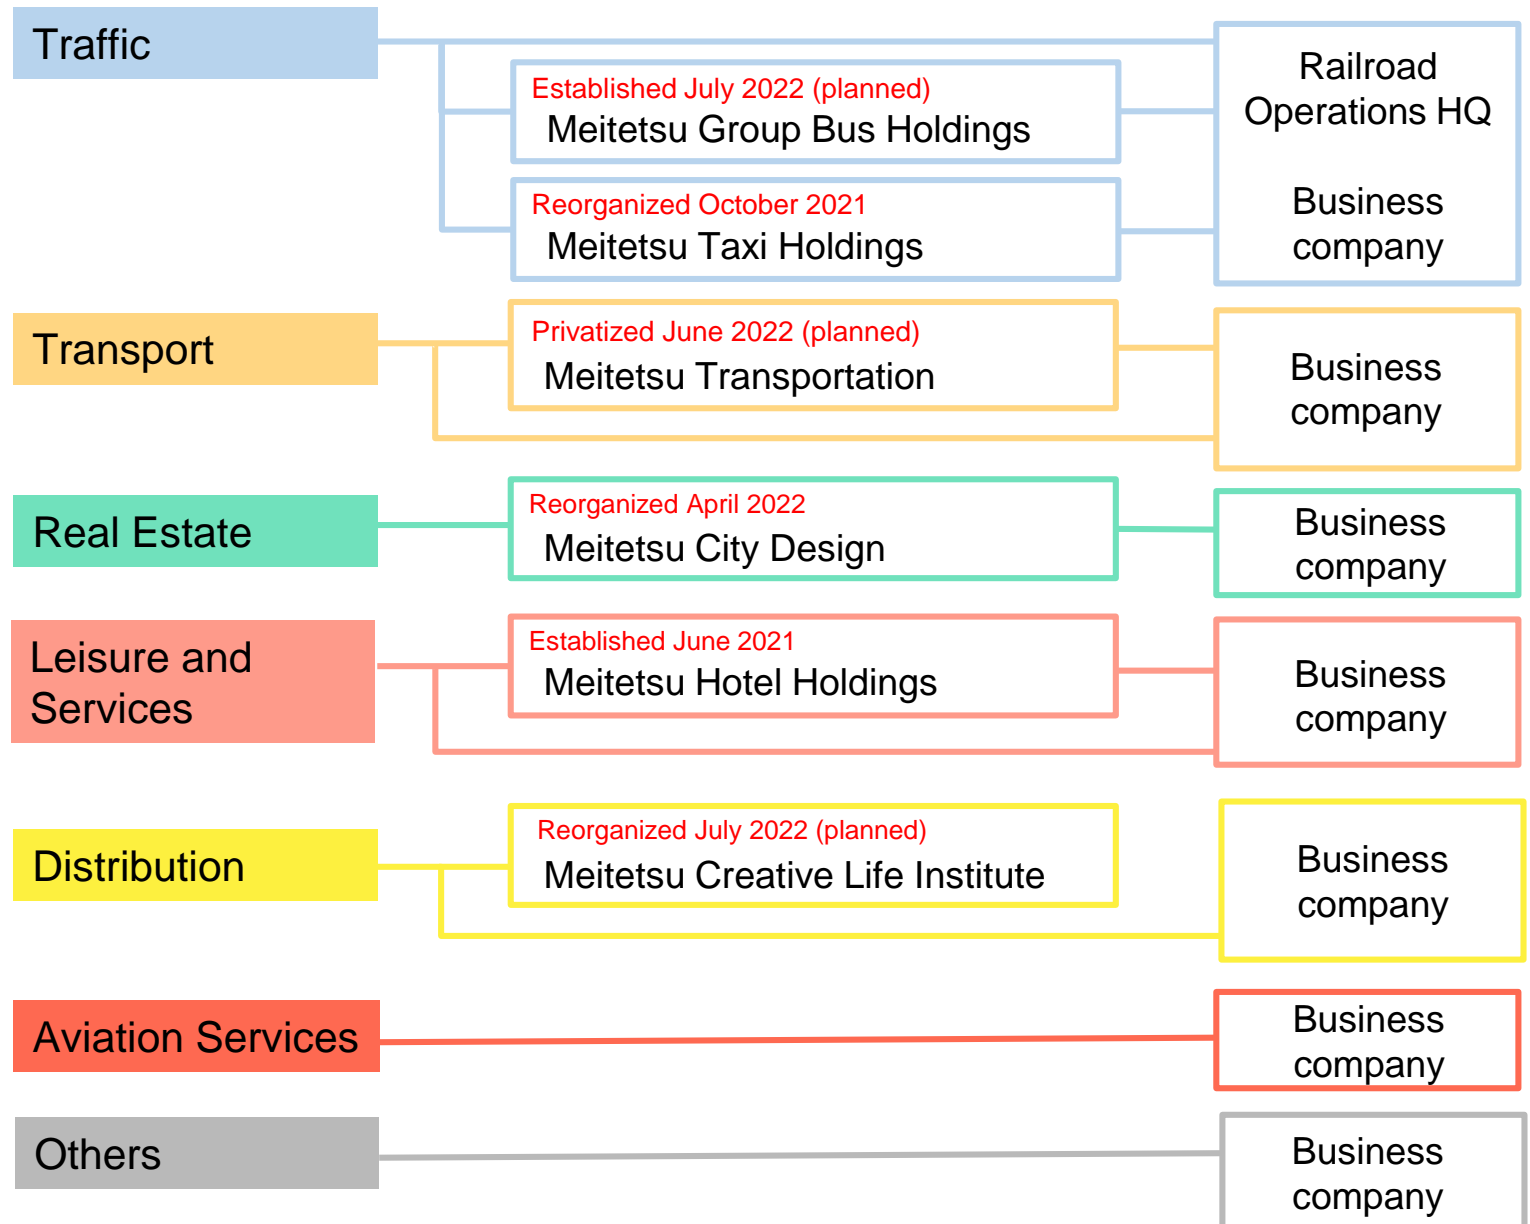 Traffic
Established July 2022 (planned)
Meitetsu Group Bus Holdings
Reorganized October 2021
Meitetsu Taxi Holdings
Railroad
Operations HQ
Business
company
Transport
Privatized June 2022 (planned)
Meitetsu Transportation
Business
company
Real Estate
Reorganized April 2022
Meitetsu City Design
Business
company
Leisure and
Services
Established June 2021
Meitetsu Hotel Holdings
Business
company
Distribution
Reorganized July 2022 (planned)
Meitetsu Creative Life Institute
Business
company
Aviation Services
Business
company
Others
Business
company